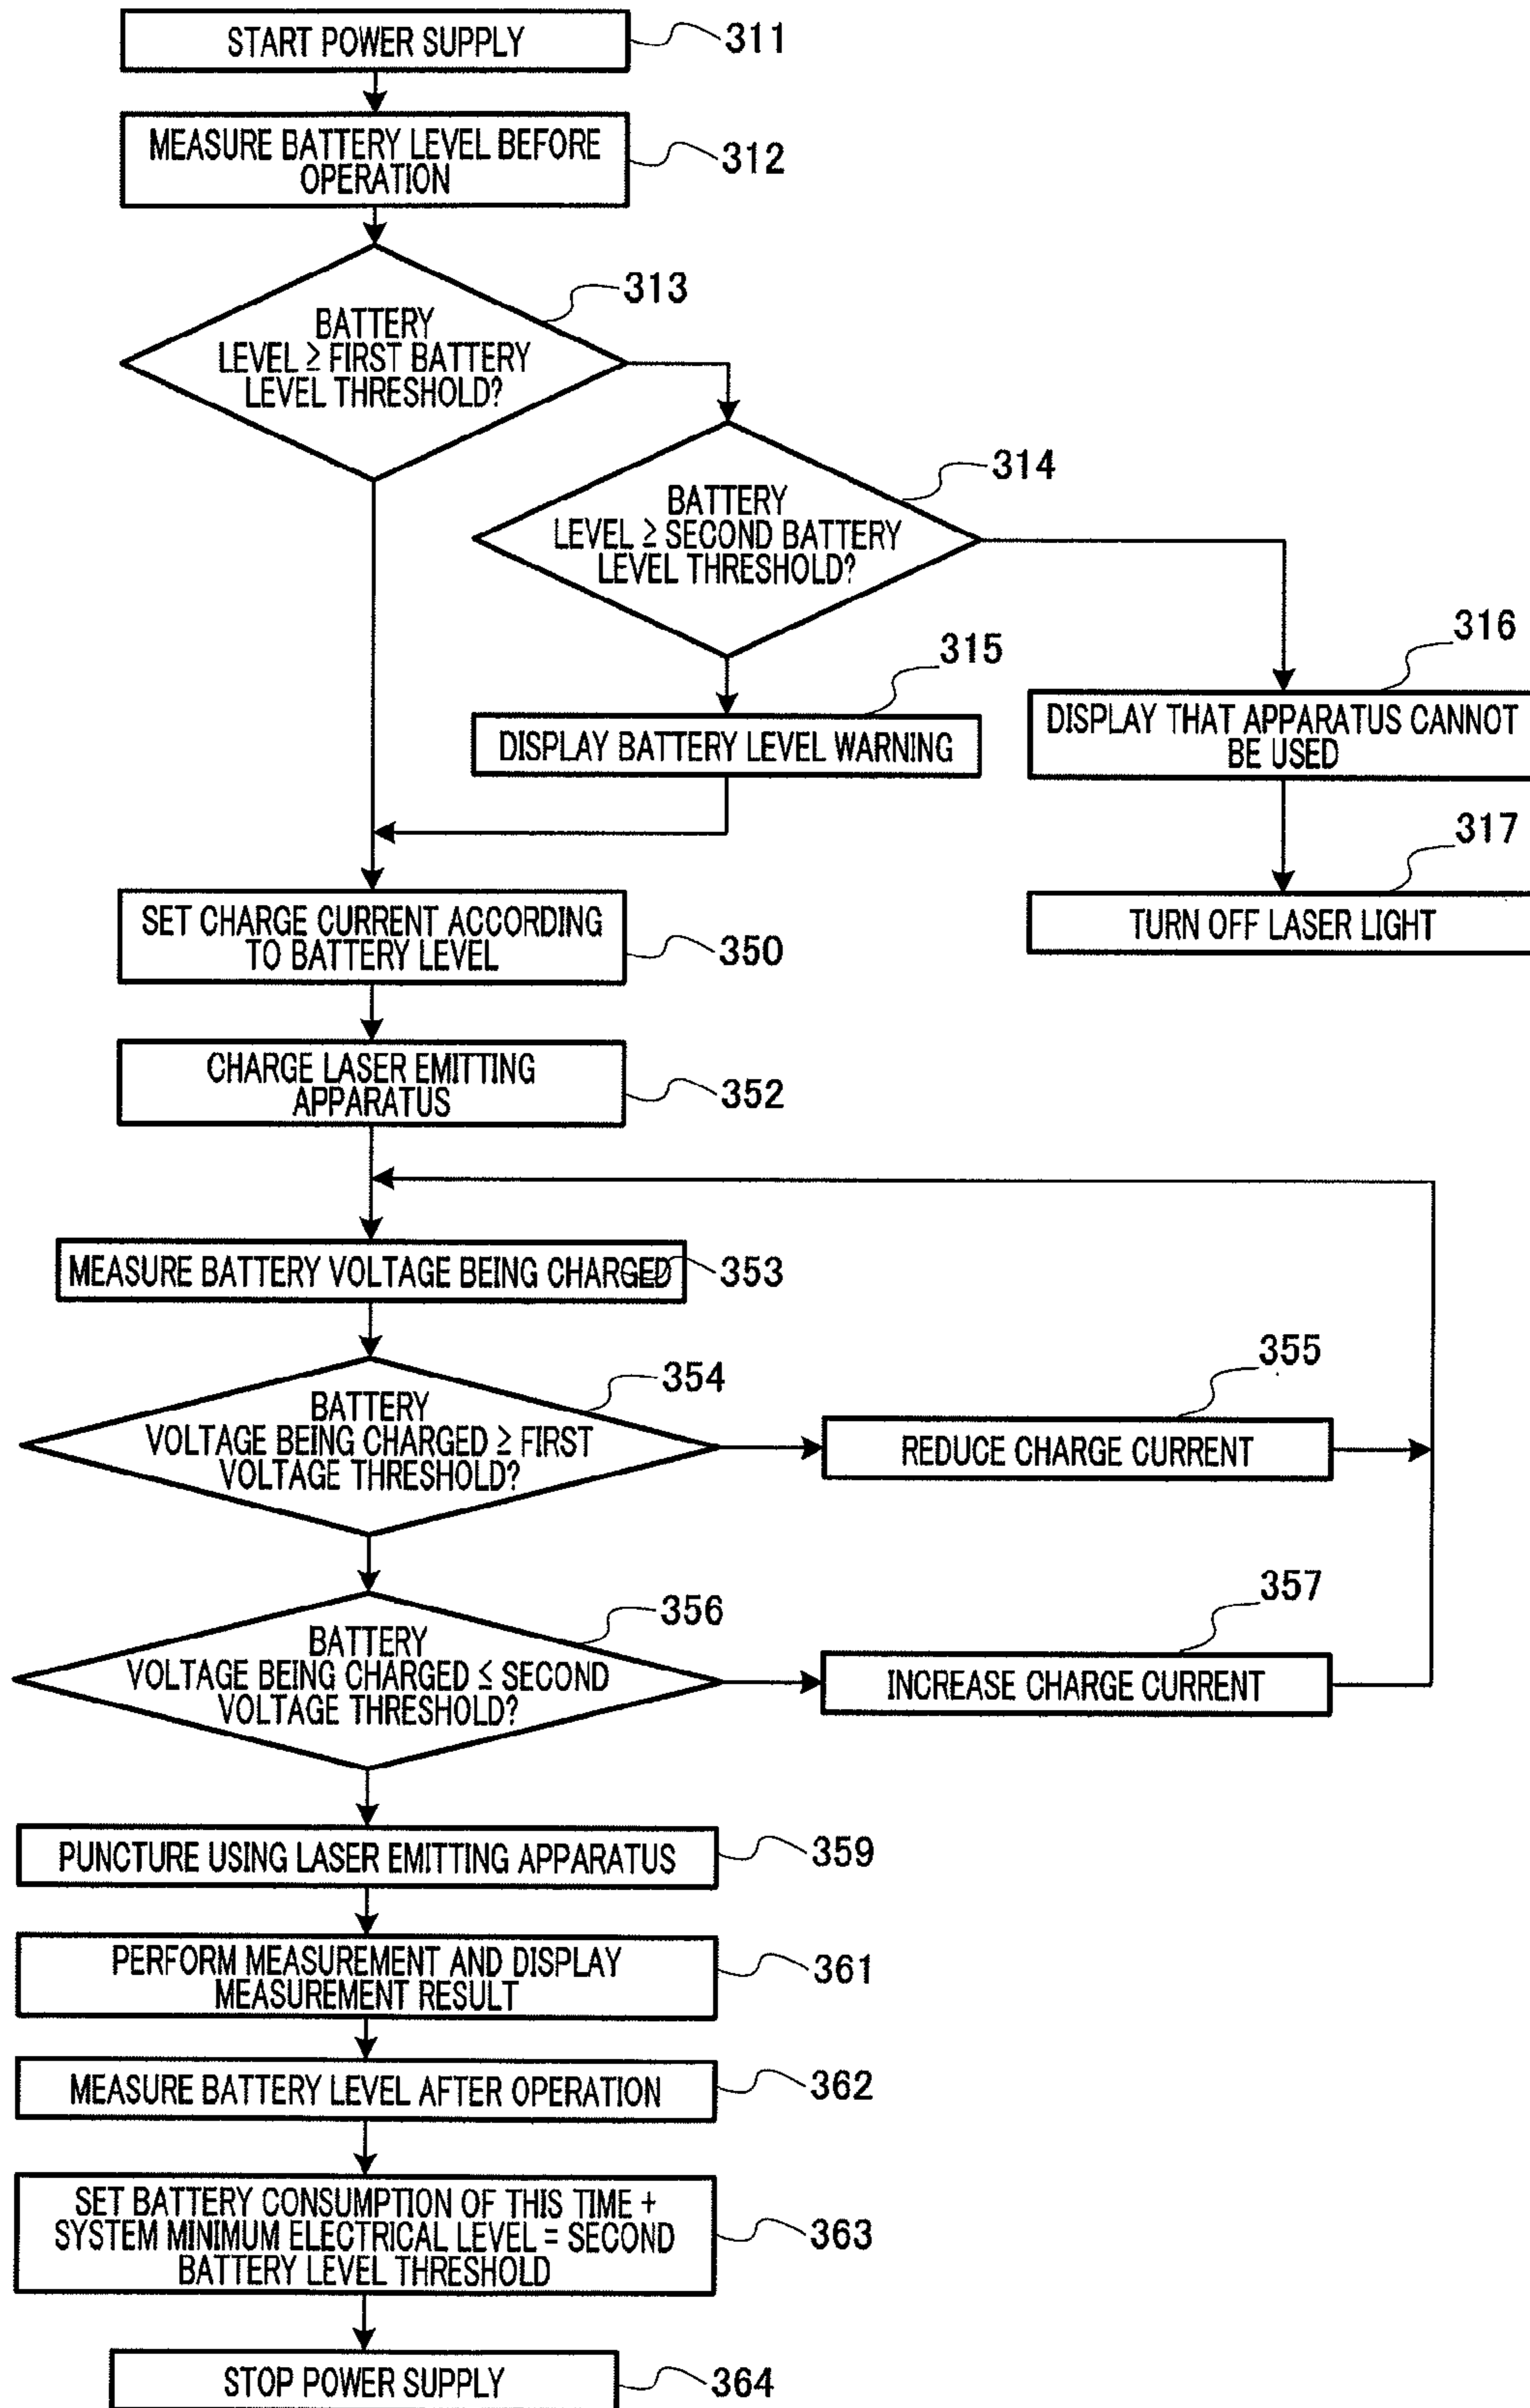 START POWER SUPPLY
311
MEASURE BATTERY LEVEL BEFORE
OPERATION
312
BATTERY
LEVEL ≥ FIRST BATTERY
LEVEL THRESHOLD?
313
BATTERY
LEVEL ≥ SECOND BATTERY
LEVEL THRESHOLD?
314
315
DISPLAY BATTERY LEVEL WARNING
316
DISPLAY THAT APPARATUS CANNOT
BE USED
317
TURN OFF LASER LIGHT
SET CHARGE CURRENT ACCORDING
TO BATTERY LEVEL
350
CHARGE LASER EMITTING
APPARATUS
352
MEASURE BATTERY VOLTAGE BEING CHARGED
353
BATTERY
VOLTAGE BEING CHARGED ≥ FIRST
VOLTAGE THRESHOLD?
354
355
REDUCE CHARGE CURRENT
BATTERY
VOLTAGE BEING CHARGED ≤ SECOND
VOLTAGE THRESHOLD?
356
357
INCREASE CHARGE CURRENT
PUNCTURE USING LASER EMITTING APPARATUS
359
PERFORM MEASUREMENT AND DISPLAY
MEASUREMENT RESULT
361
MEASURE BATTERY LEVEL AFTER OPERATION
362
SET BATTERY CONSUMPTION OF THIS TIME +
SYSTEM MINIMUM ELECTRICAL LEVEL = SECOND
BATTERY LEVEL THRESHOLD
363
STOP POWER SUPPLY
364